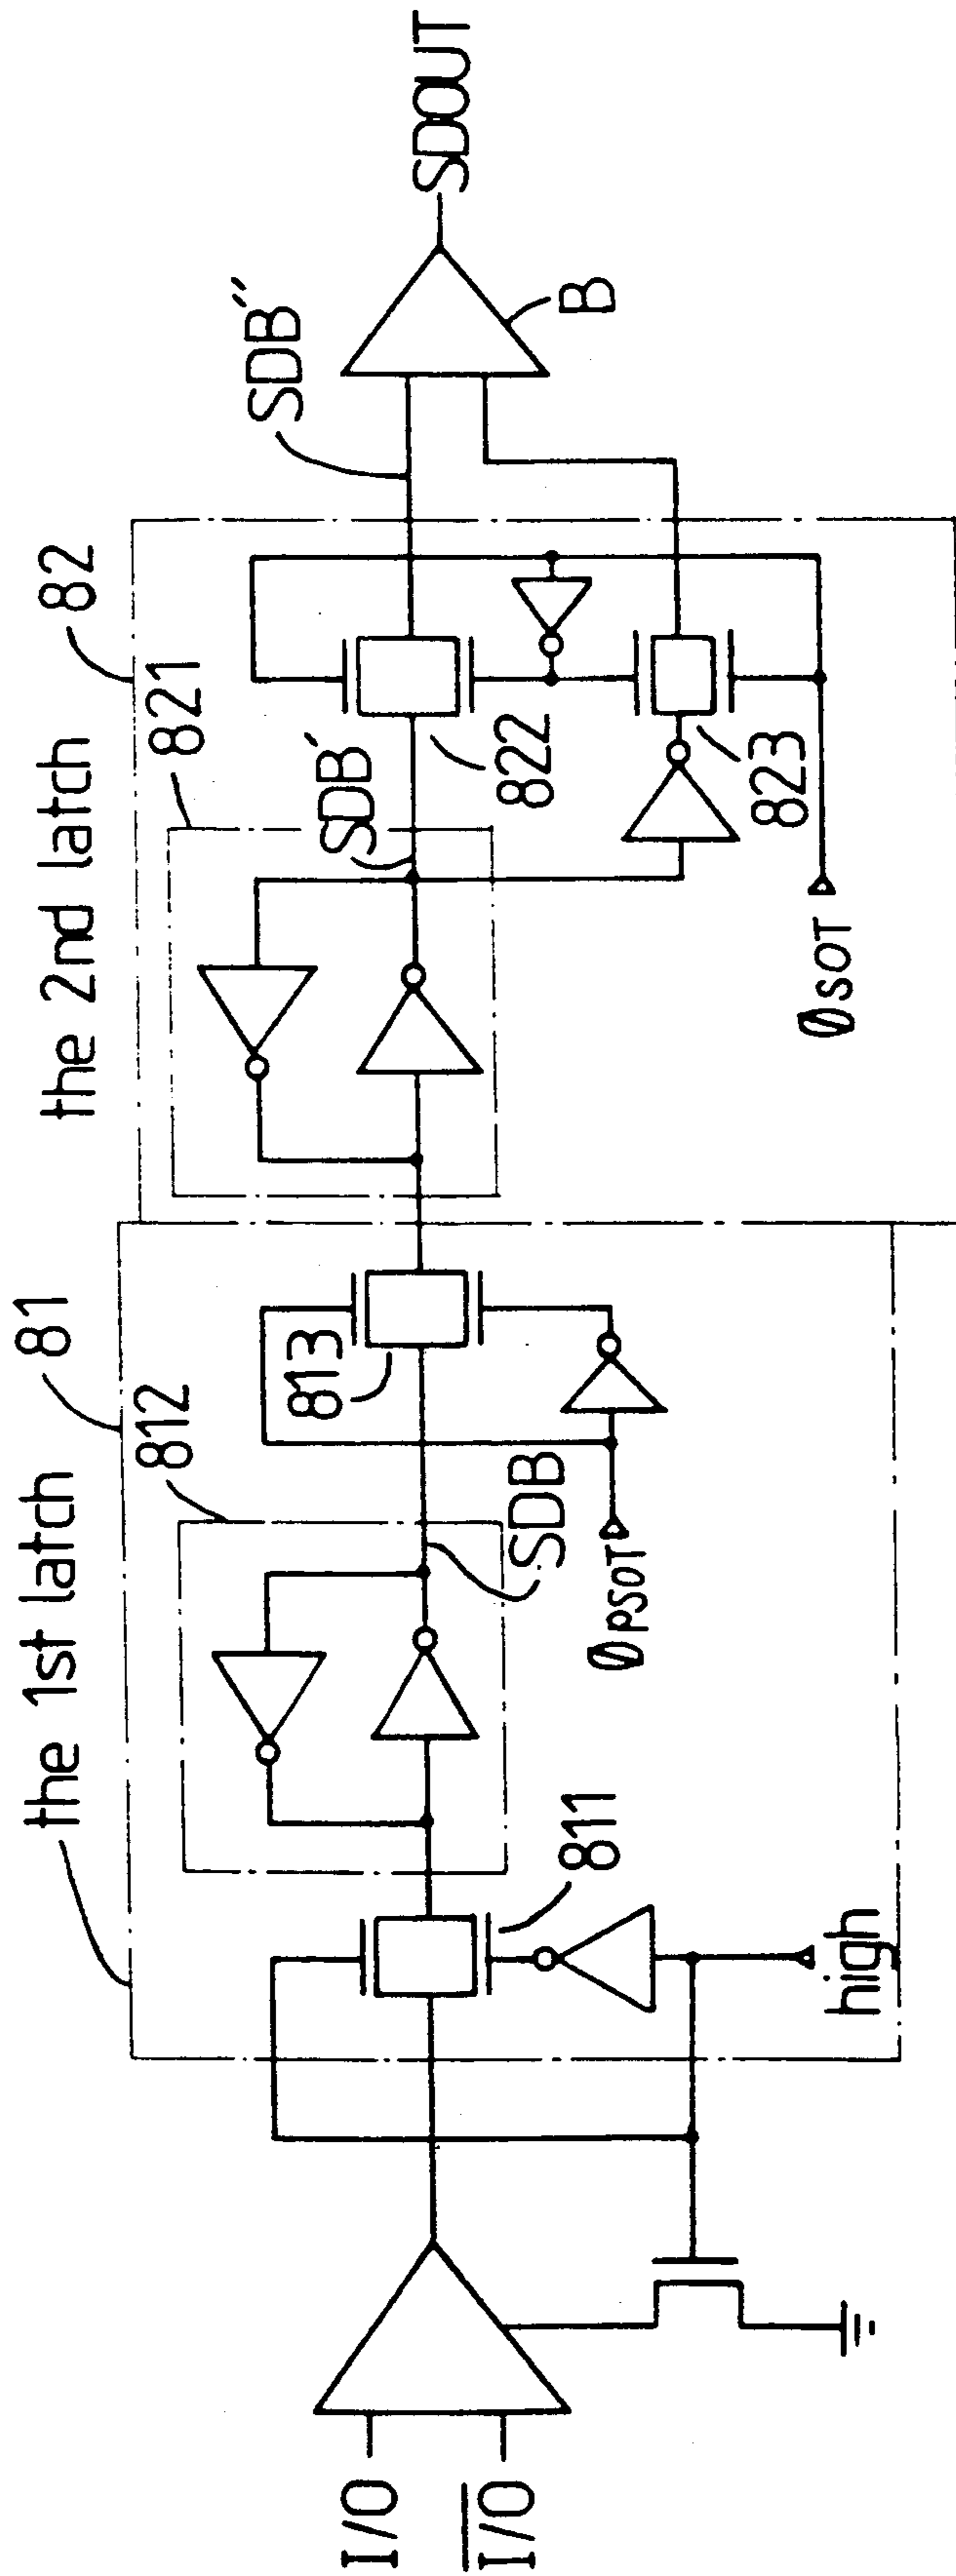 the 1st latch
81
812
the 2nd latch
82
821
SDB″
SDOUT
I/O
I/O
811
high
SDB
813
ØPSOT
SDB′
822
823
ØSOT
B